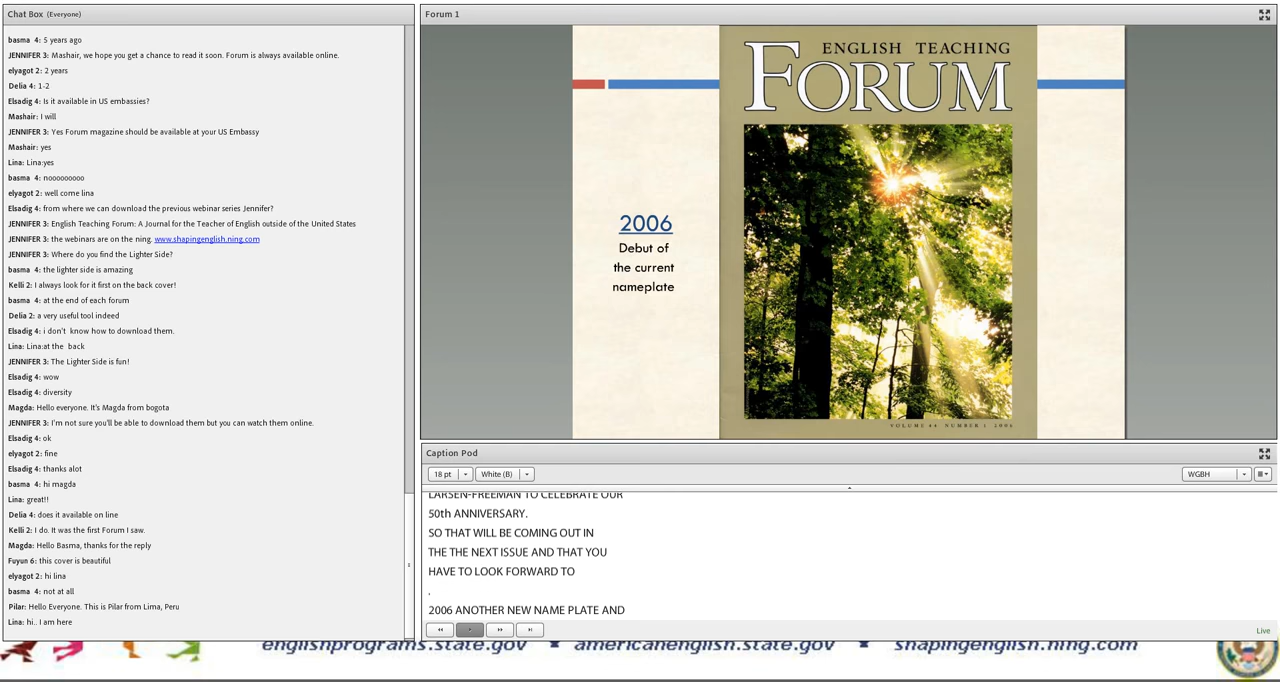 Chat Box (Everyone)
basma 4: 5 years ago
JENNIFER 3: Mashair, we hope you get a chance to read it soon. Forum is always available online.
elyagot 2: 2 years
Delia 4: 1-2
Elsadig 4: Is it available in US embassies?
Mashair: I will
JENNIFER 3: Yes Forum magazine should be available at your US Embassy
Mashair: yes
Lina: Lina:yes
basma 4: nooooooooo
elyagot 2: well come lina
Elsadig 4: from where we can download the previous webinar series Jennifer?
JENNIFER 3: English Teaching Forum: A Journal for the Teacher of English outside of the United States
JENNIFER 3: the webinars are on the ning. www.shapingenglish.ning.com
JENNIFER 3: Where do you find the Lighter Side?
basma 4: the lighter side is amazing
Kelli 2: I always look for it first on the back cover!
basma 4: at the end of each forum
Delia 2: a very useful tool indeed
Elsadig 4: i don't know how to download them.
Lina: Lina:at the back
JENNIFER 3: The Lighter Side is fun!
Elsadig 4: wow
Elsadig 4: diversity
Magda: Hello everyone. It's Magda from bogota
JENNIFER 3: I'm not sure you'll be able to download them but you can watch them online.
Elsadig 4: ok
elyagot 2: fine
Elsadig 4: thanks alot
basma 4: hi magda
Lina: great!!
Delia 4: does it available on line
Kelli 2: I do. It was the first Forum I saw.
Magda: Hello Basma, thanks for the reply
Fuyun 6: this cover is beautiful
elyagot 2: hi lina
basma 4: not at all
Pilar: Hello Everyone. This is Pilar from Lima, Peru
Lina: hi.. I am here
Forum 1
ENGLISH TEACHING
FORUM
2006
Debut of
the current
nameplate
VOLUME 44 NUMBER 1 2006
Caption Pod
18 pt
White (B)
WGBH
LARSEN-FREEMAN TO CELEBRATE OUR
50th ANNIVERSARY.
SO THAT WILL BE COMING OUT IN
THE THE NEXT ISSUE AND THAT YOU
HAVE TO LOOK FORWARD TO
.
2006 ANOTHER NEW NAME PLATE AND
Live
englishprograms.state.gov * americanenglish.state.gov * shapingenglish.ning.com